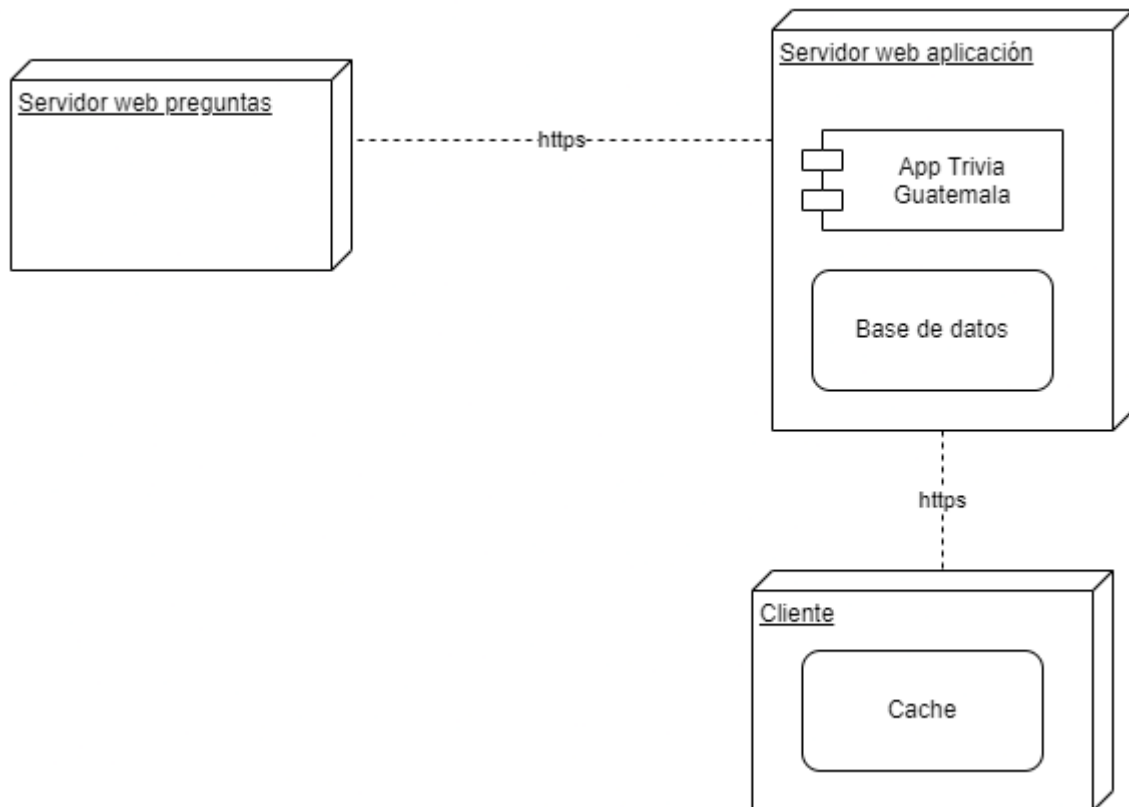 Servidor web aplicación
Servidor web preguntas
https
App Trivia
Guatemala
Base de datos
https
Cliente
Cache